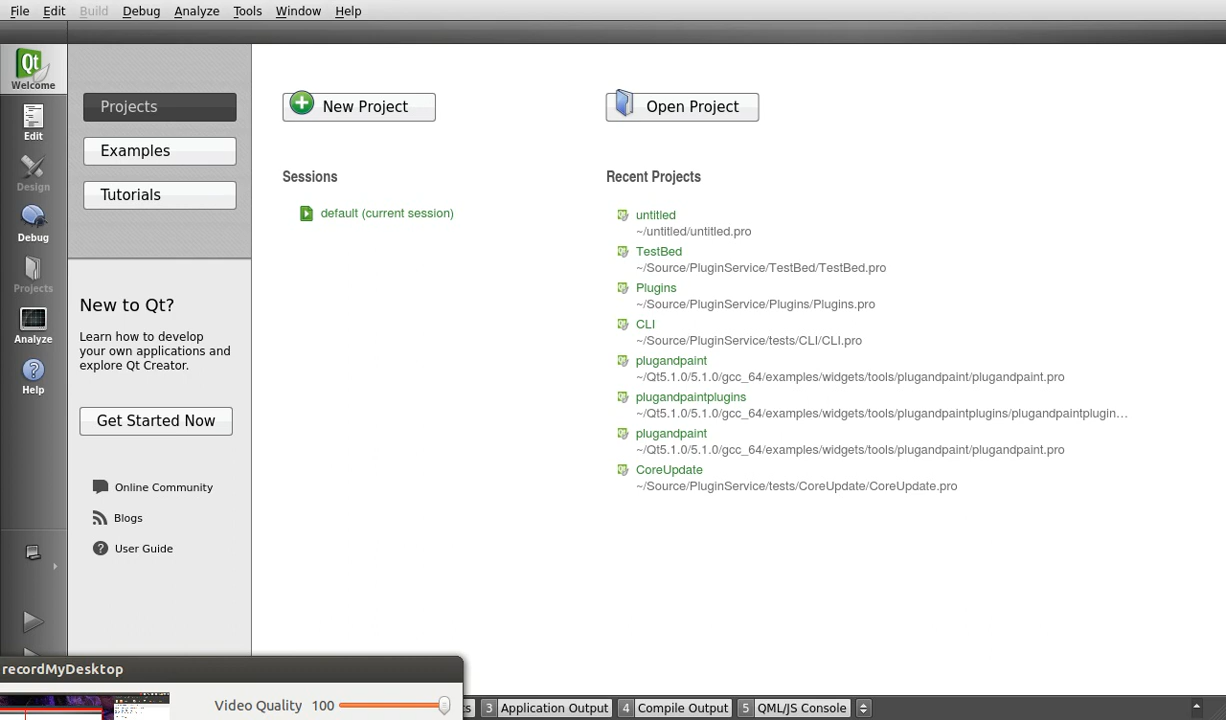 File Edit Build Debug Analyze Tools Window Help
Qt
Welcome
Edit
Design
Debug
Projects
Analyze
Help
Projects
Examples
Tutorials
New to Qt?
Learn how to develop
your own applications and
explore Qt Creator.
Get Started Now
Online Community
Blogs
User Guide
New Project
Open Project
Sessions
default (current session)
Recent Projects
untitled
~/untitled/untitled.pro
TestBed
~/Source/PluginService/TestBed/TestBed.pro
Plugins
~/Source/PluginService/Plugins/Plugins.pro
CLI
~/Source/PluginService/tests/CLI/CLI.pro
plugandpaint
~/Qt5.1.0/5.1.0/gcc_64/examples/widgets/tools/plugandpaint/plugandpaint.pro
plugandpaintplugins
~/Qt5.1.0/5.1.0/gcc_64/examples/widgets/tools/plugandpaintplugins/plugandpaintplugin...
plugandpaint
~/Qt5.1.0/5.1.0/gcc_64/examples/widgets/tools/plugandpaint/plugandpaint.pro
CoreUpdate
~/Source/PluginService/tests/CoreUpdate/CoreUpdate.pro
recordMyDesktop
Video Quality 100
ts 3 Application Output 4 Compile Output 5 QML/JS Console